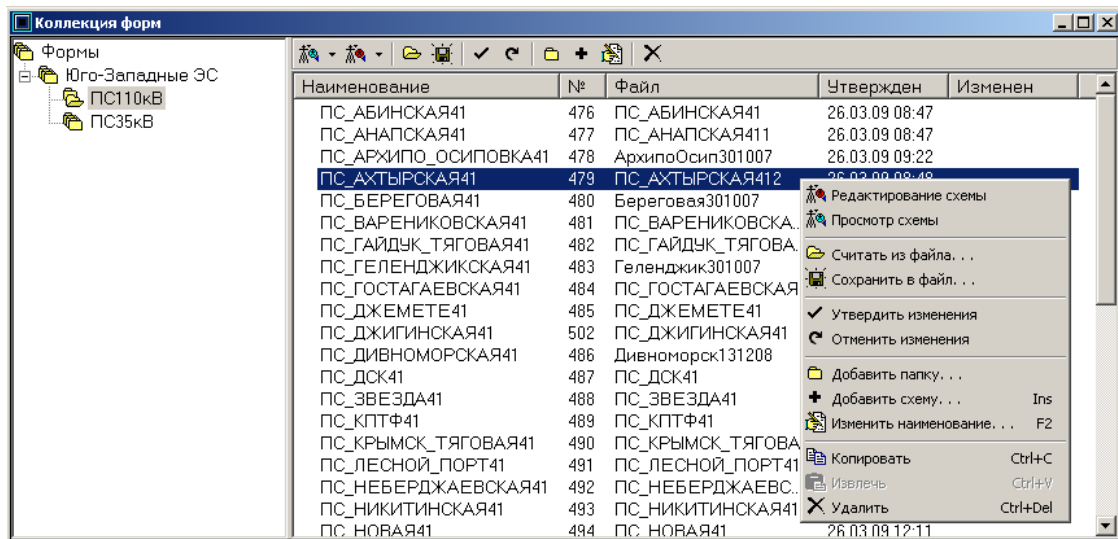 Коллекция форм
Формы
Юго-Западные ЭС
ПС110кВ
ПС35кВ
Наименование № Файл Утвержден Изменен
ПС_АБИНСКАЯ41 476 ПС_АБИНСКАЯ41 26.03.09 08:47
ПС_АНАПСКАЯ41 477 ПС_АНАПСКАЯ411 26.03.09 08:47
ПС_АРХИПО_ОСИПОВКА41 478 АрхипоОсип301007 26.03.09 09:22
ПС_АХТЫРСКАЯ41 479 ПС_АХТЫРСКАЯ412 26.03.09 08:48
ПС_БЕРЕГОВАЯ41 480 Береговая301007
ПС_ВАРЕНИКОВСКАЯ41 481 ПС_ВАРЕНИКОВСКА...
ПС_ГАЙДУК_ТЯГОВАЯ41 482 ПС_ГАЙДУК_ТЯГОВА..
ПС_ГЕЛЕНДЖИКСКАЯ41 483 Геленджик301007
ПС_ГОСТАГАЕВСКАЯ41 484 ПС_ГОСТАГАЕВСКАЯ
ПС_ДЖЕМЕТЕ41 485 ПС_ДЖЕМЕТЕ41
ПС_ДЖИГИНСКАЯ41 502 ПС_ДЖИГИНСКАЯ41
ПС_ДИВНОМОРСКАЯ41 486 Дивноморск131208
ПС_ДСК41 487 ПС_ДСК41
ПС_ЗВЕЗДА41 488 ПС_ЗВЕЗДА41
ПС_КПТФ41 489 ПС_КПТФ41
ПС_КРЫМСК_ТЯГОВАЯ41 490 ПС_КРЫМСК_ТЯГОВА
ПС_ЛЕСНОЙ_ПОРТ41 491 ПС_ЛЕСНОЙ_ПОРТ41
ПС_НЕБЕРДЖАЕВСКАЯ41 492 ПС_НЕБЕРДЖАЕВС...
ПС_НИКИТИНСКАЯ41 493 ПС_НИКИТИНСКАЯ41
ПС_НОВАЯ41 494 ПС_НОВАЯ41 26.03.09 12:11
Редактирование схемы
Просмотр схемы
Считать из файла...
Сохранить в файл...
Утвердить изменения
Отменить изменения
Добавить папку...
Добавить схему... Ins
Изменить наименование... F2
Копировать Ctrl+C
Извлечь Ctrl+V
Удалить Ctrl+Del